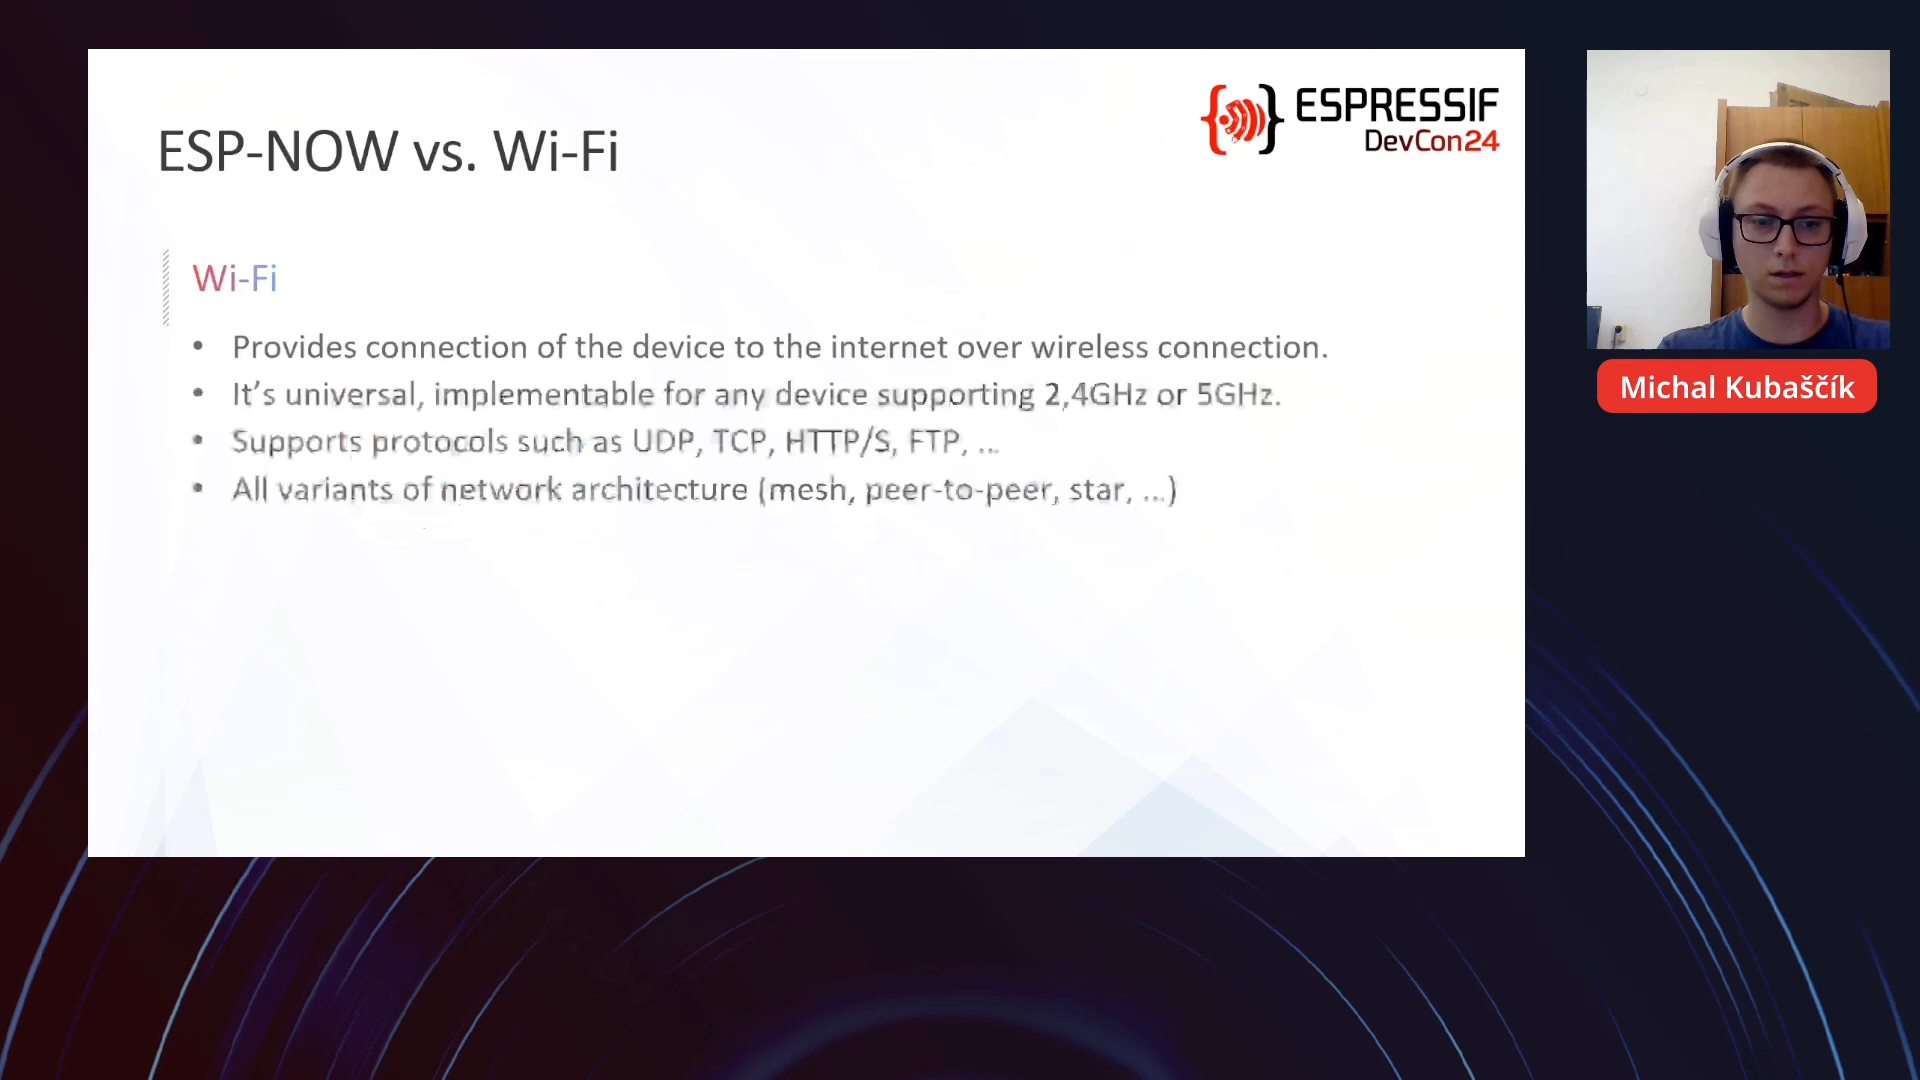 ESP-NOW vs. Wi-Fi
ESPRESSIF
DevCon24
Wi-Fi
• Provides connection of the device to the internet over wireless connection.
• It’s universal, implementable for any device supporting 2,4GHz or 5GHz.
• Supports protocols such as UDP, TCP, HTTP/S, FTP, ...
• All variants of network architecture (mesh, peer-to-peer, star, ...)
Michal Kubaščík